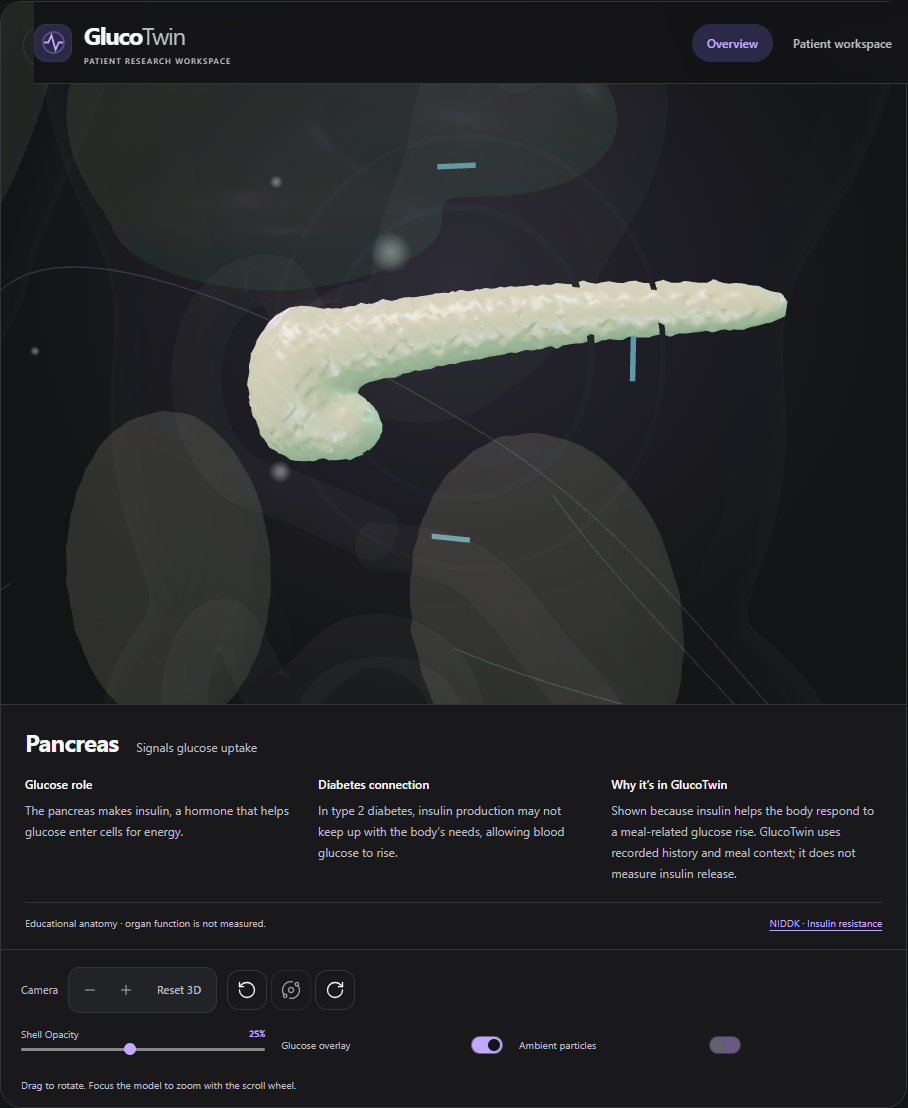 GlucoTwin
PATIENT RESEARCH WORKSPACE
Overview
Patient workspace
Pancreas
Signals glucose uptake
Glucose role
The pancreas makes insulin, a hormone that helps
glucose enter cells for energy.
Diabetes connection
In type 2 diabetes, insulin production may not
keep up with the body’s needs, allowing blood
glucose to rise.
Why it’s in GlucoTwin
Shown because insulin helps the body respond to
a meal-related glucose rise. GlucoTwin uses
recorded history and meal context; it does not
measure insulin release.
Educational anatomy · organ function is not measured.
NIDDK · Insulin resistance
Camera
Reset 3D
Shell Opacity
25%
Glucose overlay
Ambient particles
Drag to rotate. Focus the model to zoom with the scroll wheel.